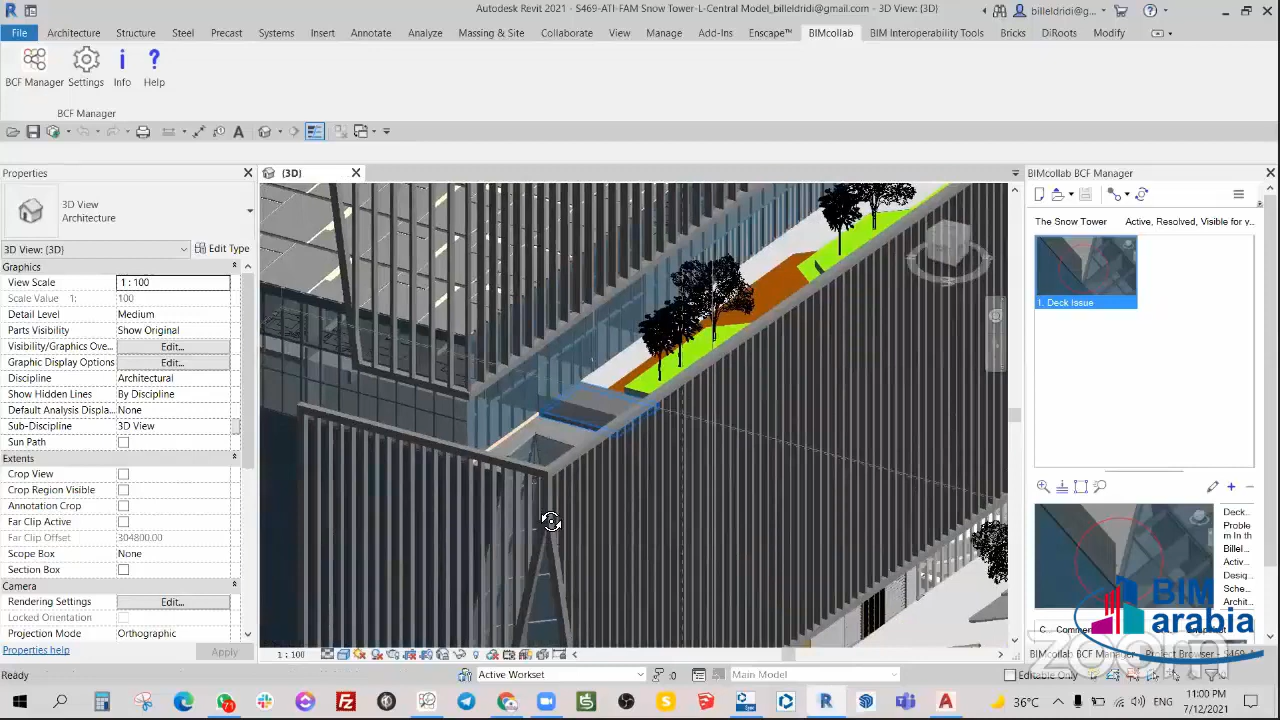 Autodesk Revit 2021 - S469-ATI-FAM Snow Tower-L-Central Model_billeldridi@gmail.com - 3D View: {3D}
billeldridi@gm...
File Architecture Structure Steel Precast Systems Insert Annotate Analyze Massing & Site Collaborate View Manage Add-Ins Enscape™ BIMcollab BIM Interoperability Tools Bricks DiRoots Modify
BCF Manager Settings Info Help
BCF Manager
Properties
{3D}
BIMcollab BCF Manager
3D View
Architecture
The Snow Tower Active, Resolved, Visible for y...
3D View: {3D} Edit Type
Graphics
View Scale 1 : 100
Scale Value 1: 100
Detail Level Medium
Parts Visibility Show Original
Visibility/Graphics Ove... Edit...
Graphic Display Options Edit...
Discipline Architectural
Show Hidden Lines By Discipline
Default Analysis Displa... None
Sub-Discipline 3D View
Sun Path
Extents
Crop View
Crop Region Visible
Annotation Crop
Far Clip Active
Far Clip Offset 304800.00
Scope Box None
Section Box
Camera
Rendering Settings Edit...
Locked Orientation
Projection Mode Orthographic
Properties help Apply
1. Deck Issue
Deck...
Proble
m In th
Billel...
Activ...
Desig...
Sche...
Archit...
BIM
arabia
zoom
1 : 100
BIMcollab BCF Manager Project Browser - S469-A
Ready Active Workset :0 Main Model Editable Only
36°C ENG 11:00 PM
7/12/2021